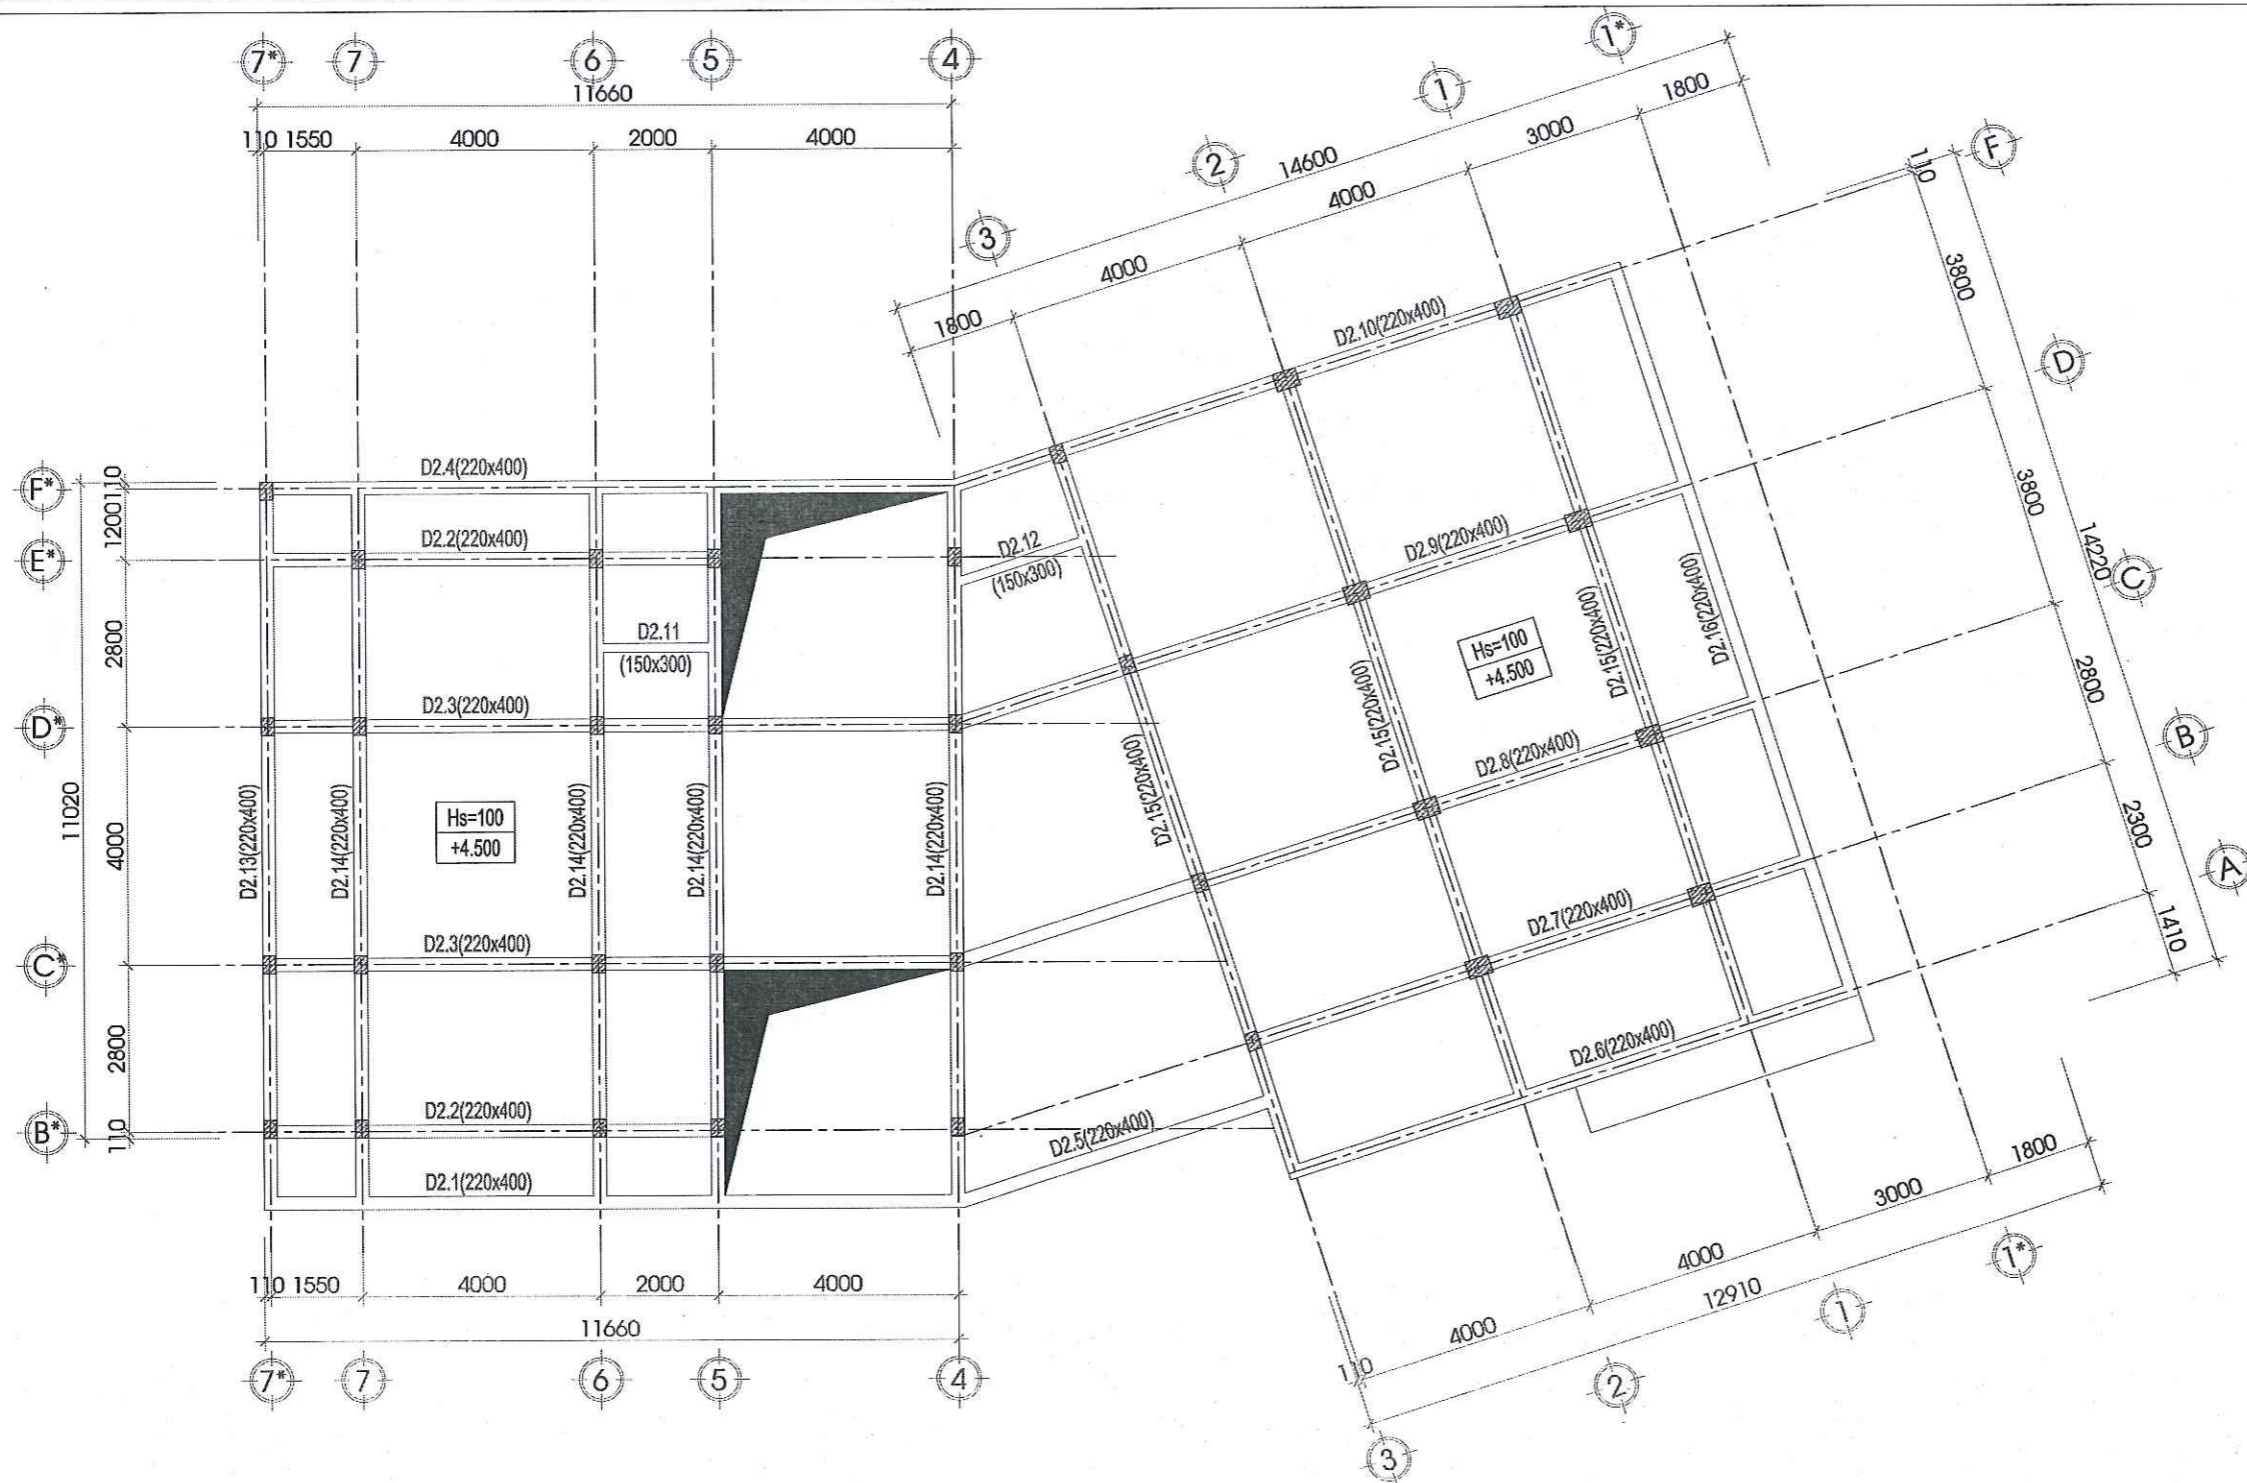 7*
7
6
5
4
11660
110
1550
4000
2000
4000
3
2
1
1*
14600
1800
4000
4000
3000
1800
F
D
C
B
A
110
3800
3800
2800
2300
1410
14220
F*
E*
D*
C*
B*
110
1200
2800
4000
2800
110
11020
D2.4(220x400)
D2.2(220x400)
D2.11
(150x300)
D2.3(220x400)
D2.13(220x400)
D2.14(220x400)
Hs=100
+4.500
D2.14(220x400)
D2.14(220x400)
D2.14(220x400)
D2.3(220x400)
D2.2(220x400)
D2.1(220x400)
D2.10(220x400)
D2.12
(150x300)
D2.9(220x400)
Hs=100
+4.500
D2.15(220x400)
D2.15(220x400)
D2.15(220x400)
D2.16(220x400)
D2.8(220x400)
D2.7(220x400)
D2.6(220x400)
D2.5(220x400)
110
1550
4000
2000
4000
11660
7*
7
6
5
4
110
4000
4000
3000
1800
12910
3
2
1
1*